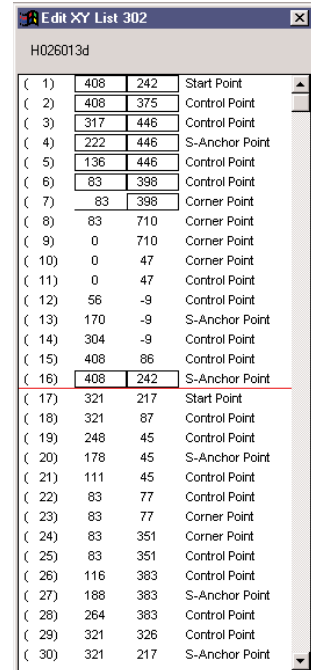 Edit XY List 302
H026013d
( 1) 408 242 Start Point
( 2) 408 375 Control Point
( 3) 317 446 Control Point
( 4) 222 446 S-Anchor Point
( 5) 136 446 Control Point
( 6) 83 398 Control Point
( 7) 83 398 Corner Point
( 8) 83 710 Corner Point
( 9) 0 710 Corner Point
( 10) 0 47 Corner Point
( 11) 0 47 Control Point
( 12) 56 -9 Control Point
( 13) 170 -9 S-Anchor Point
( 14) 304 -9 Control Point
( 15) 408 86 Control Point
( 16) 408 242 S-Anchor Point
( 17) 321 217 Start Point
( 18) 321 87 Control Point
( 19) 248 45 Control Point
( 20) 178 45 S-Anchor Point
( 21) 111 45 Control Point
( 22) 83 77 Control Point
( 23) 83 77 Corner Point
( 24) 83 351 Corner Point
( 25) 83 351 Control Point
( 26) 116 383 Control Point
( 27) 188 383 S-Anchor Point
( 28) 264 383 Control Point
( 29) 321 326 Control Point
( 30) 321 217 S-Anchor Point